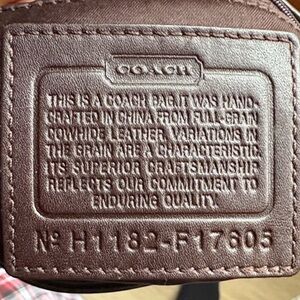 COACH
THIS IS A COACH BAG.IT WAS HAND-
CRAFTED IN CHINA FROM FULL-GRAIN
COWHIDE LEATHER. VARIATIONS IN
THE GRAIN ARE A CHARACTERISTIC.
ITS SUPERIOR CRAFTSMANSHIP
REFLECTS OUR COMMITMENT TO
ENDURING QUALITY.
Nº H1182-F17605